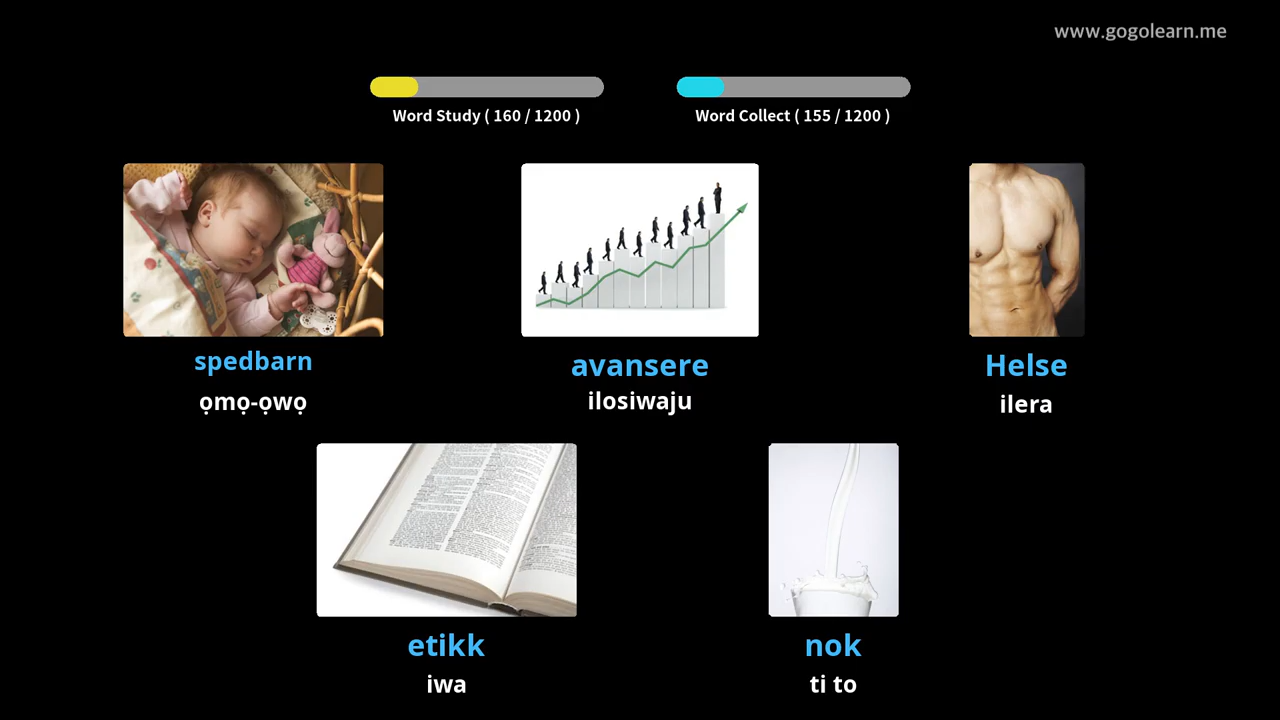 www.gogolearn.me
Word Study ( 160 / 1200 )
Word Collect ( 155 / 1200 )
spedbarn
ọmọ-ọwọ
avansere
ilosiwaju
Helse
ilera
etikk
iwa
nok
ti to